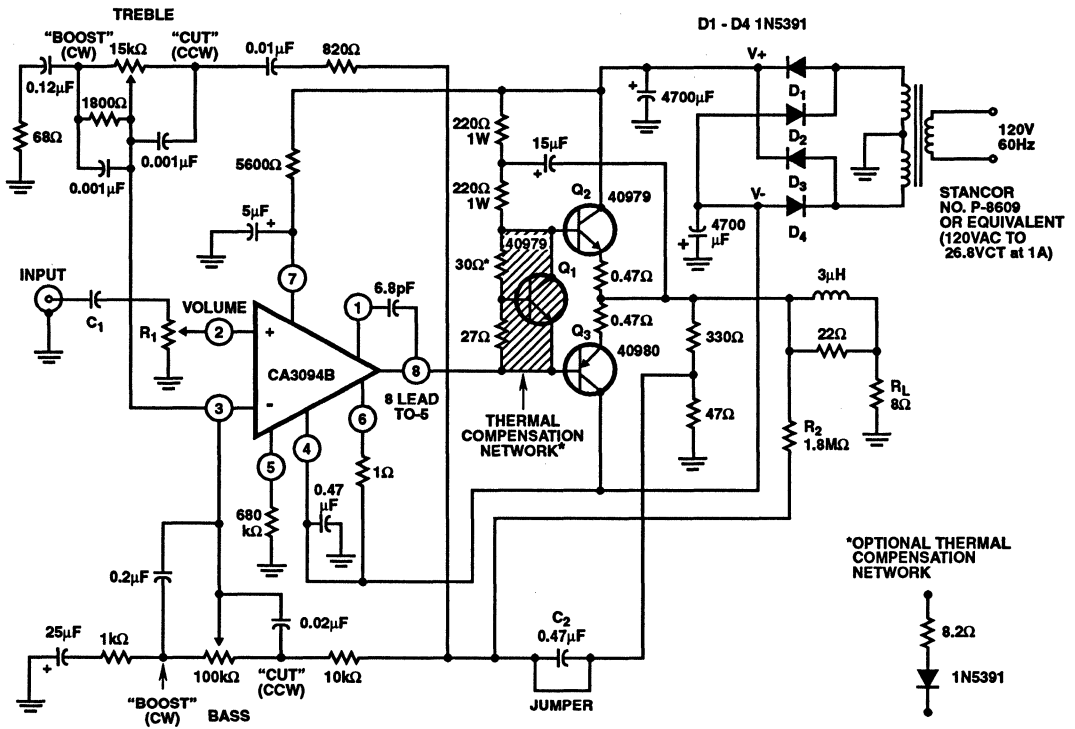 TREBLE
“BOOST”
(CW)
15kΩ
“CUT”
(CCW)
0.01μF
820Ω
0.12μF
1800Ω
68Ω
0.001μF
0.001μF
5600Ω
5μF
+
7
D1 - D4 1N5391
V+
+
4700μF
D1
D2
D3
D4
V-
4700
μF
+
120V
60Hz
STANCOR
NO. P-8609
OR EQUIVALENT
(120VAC TO
26.8VCT at 1A)
220Ω
1W
15μF
+
220Ω
1W
Q2
40979
40979
30Ω*
Q1
0.47Ω
0.47Ω
27Ω
Q3
40980
INPUT
C1
VOLUME
R1
2
+
CA3094B
-
3
1
6.8pF
8
8 LEAD
TO-5
6
4
5
1Ω
0.47
μF
680
kΩ
THERMAL
COMPENSATION
NETWORK*
330Ω
47Ω
3μH
22Ω
RL
8Ω
R2
1.8MΩ
0.2μF
0.02μF
25μF
+
1kΩ
“BOOST”
(CW)
100kΩ
BASS
“CUT”
(CCW)
10kΩ
C2
0.47μF
JUMPER
*OPTIONAL THERMAL
COMPENSATION
NETWORK
8.2Ω
1N5391